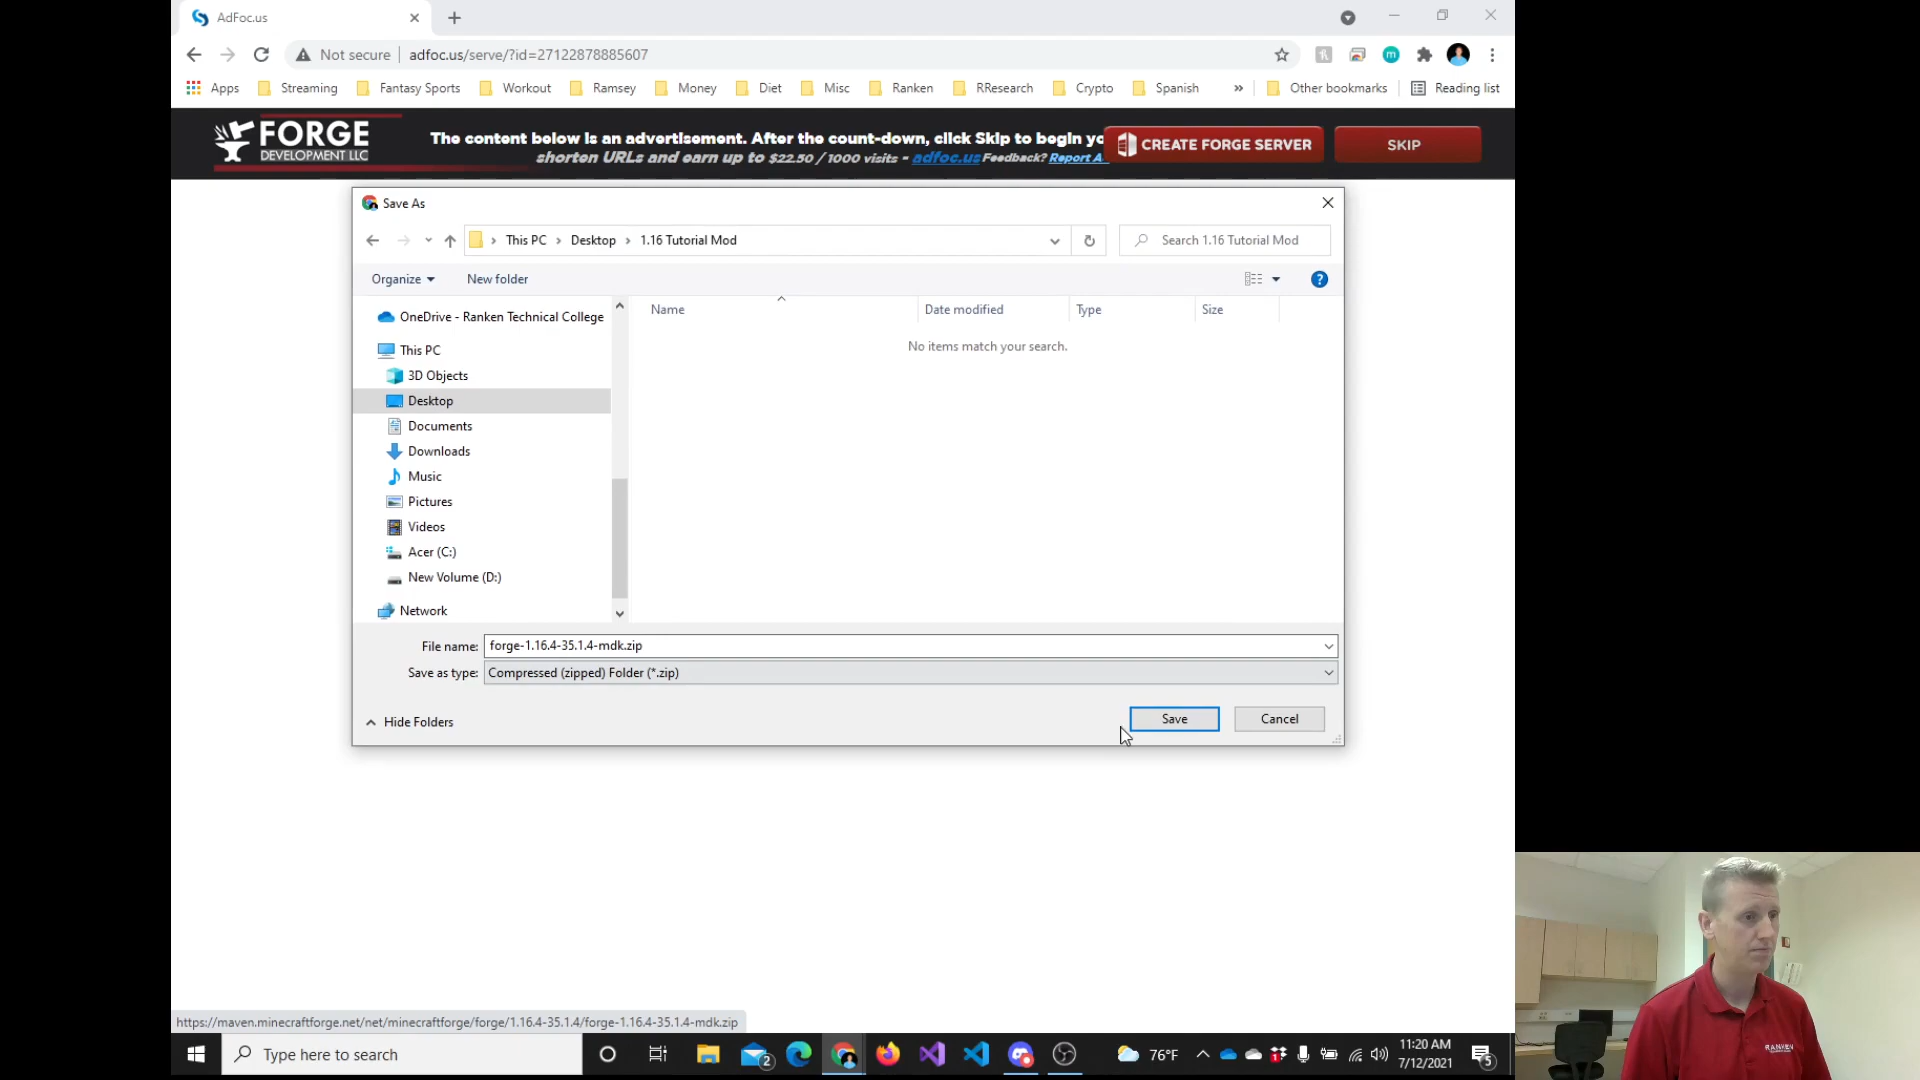 AdFoc.us
Not secure
adfoc.us/serve/?id=27122878885607
Apps Streaming Fantasy Sports Workout Ramsey Money Diet Misc Ranken RResearch Crypto Spanish » Other bookmarks Reading list
FORGE
DEVELOPMENT LLC
The content below is an advertisement. After the count-down, click Skip to begin yo
shorten URLs and earn up to $22.50 / 1000 visits - adfoc.us Feedback? Report A
CREATE FORGE SERVER
SKIP
Save As
This PC › Desktop › 1.16 Tutorial Mod
Search 1.16 Tutorial Mod
Organize New folder
Name Date modified Type Size
No items match your search.
OneDrive - Ranken Technical College
This PC
3D Objects
Desktop
Documents
Downloads
Music
Pictures
Videos
Acer (C:)
New Volume (D:)
Network
File name: forge-1.16.4-35.1.4-mdk.zip
Save as type: Compressed (zipped) Folder (*.zip)
Hide Folders
Save Cancel
https://maven.minecraftforge.net/net/minecraftforge/forge/1.16.4-35.1.4/forge-1.16.4-35.1.4-mdk.zip
Type here to search
2
76°F
11:20 AM
7/12/2021
5
RANKEN